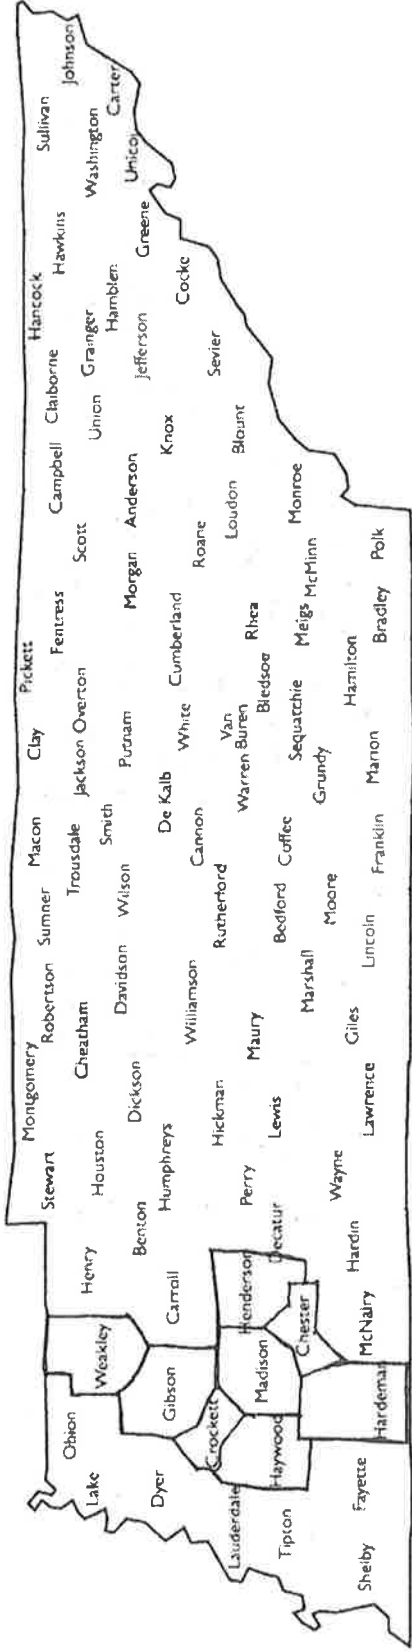 Stewart
Montgomery
Robertson
Sumner
Macon
Clay
Pickett
Fentress
Campbell
Claiborne
Hancock
Hawkins
Sullivan
Johnson
Lake
Obion
Weakley
Henry
Houston
Cheatham
Trousdale
Smith
Jackson Overton
Scott
Union
Grainger
Hamblen
Washington
Carter
Dyer
Gibson
Carroll
Benton
Humphreys
Dickson
Davidson
Wilson
De Kalb
Putnam
Morgan
Anderson
Knox
Jefferson
Greene
Unicoi
Crockett
Hickman
Williamson
Rutherford
Cannon
White
Cumberland
Roane
Loudon
Blount
Sevier
Cocke
Lauderdale
Haywood
Madison
Henderson
Perry
Maury
Van
Warren Buren
Bledsoe
Rhea
Tipton
Chester
Decatur
Lewis
Marshall
Bedford
Coffee
Grundy
Sequatchie
Meigs
McMinn
Monroe
Shelby
Fayette
Hardeman
McNairy
Hardin
Wayne
Lawrence
Giles
Lincoln
Moore
Franklin
Marion
Hamilton
Bradley
Polk